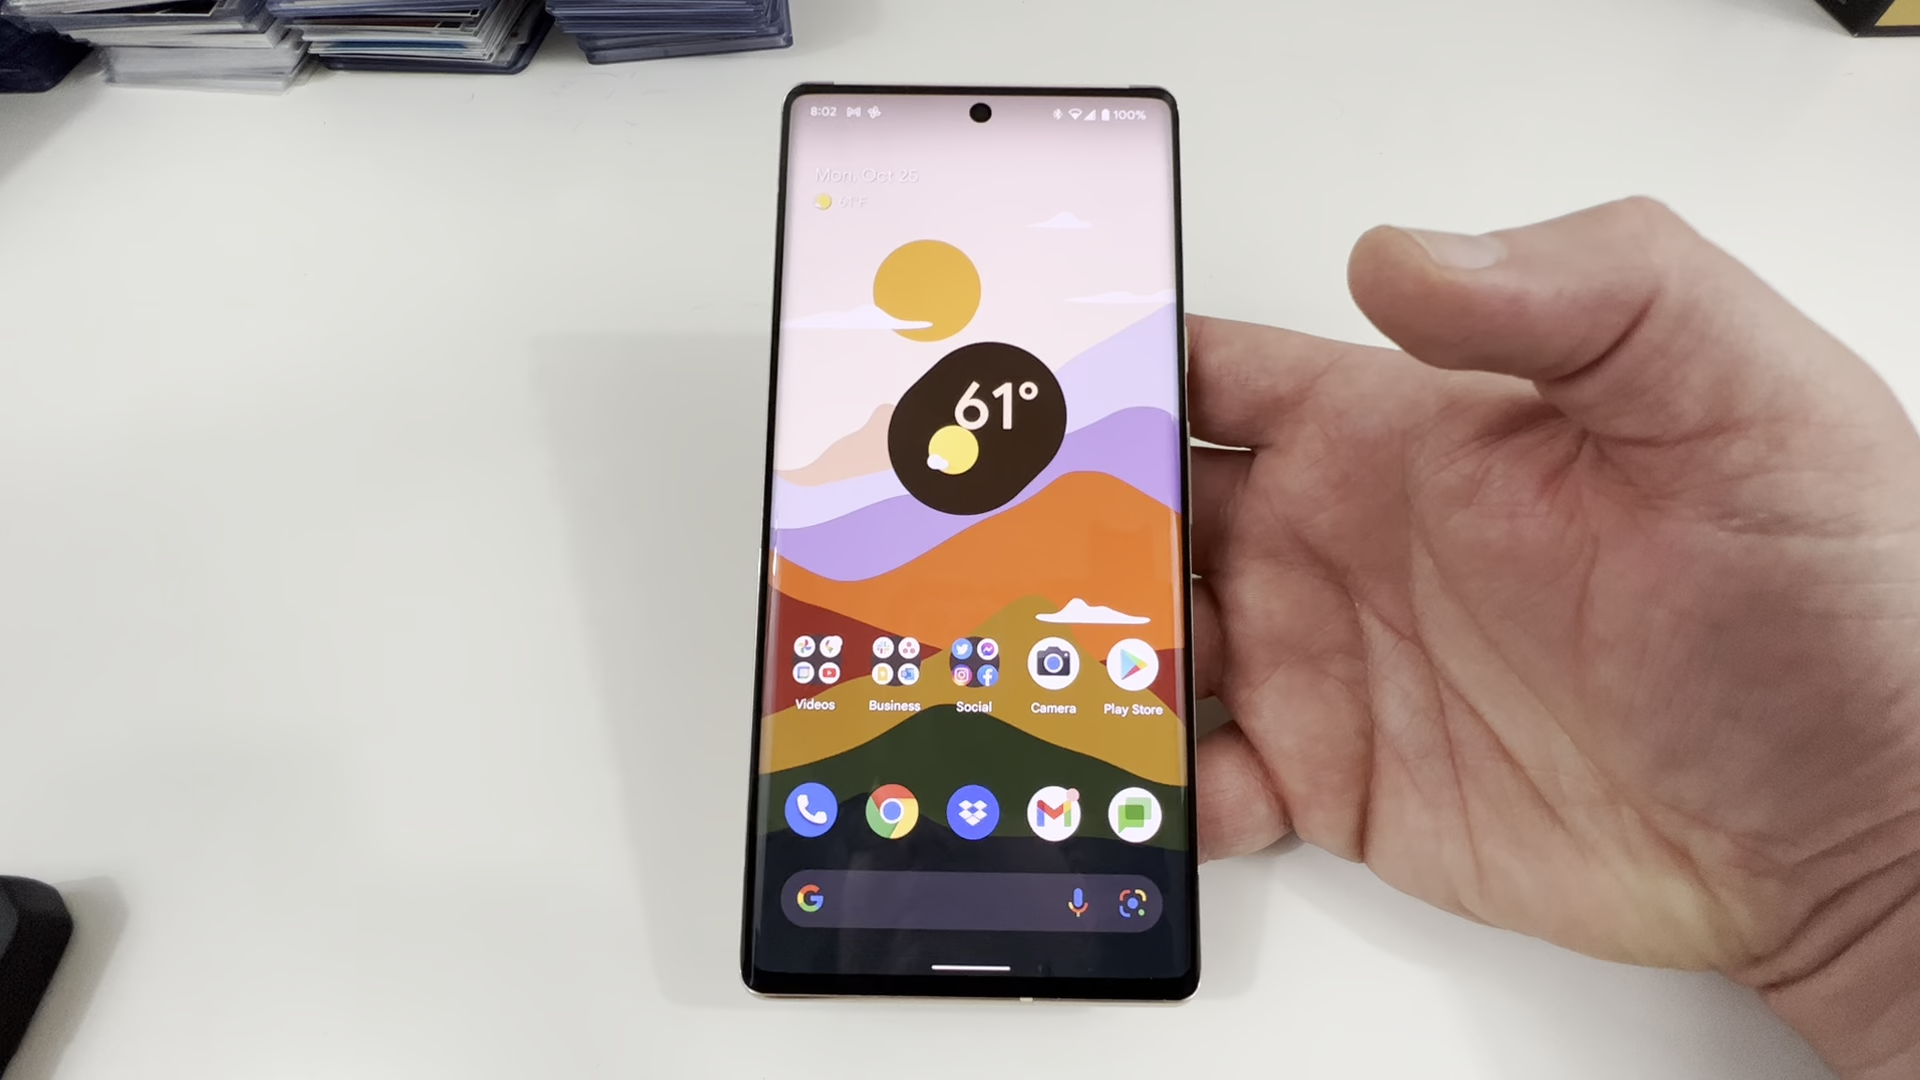 8:02
100%
Mon, Oct 25
61°F
61°
Videos
Business
Social
Camera
Play Store